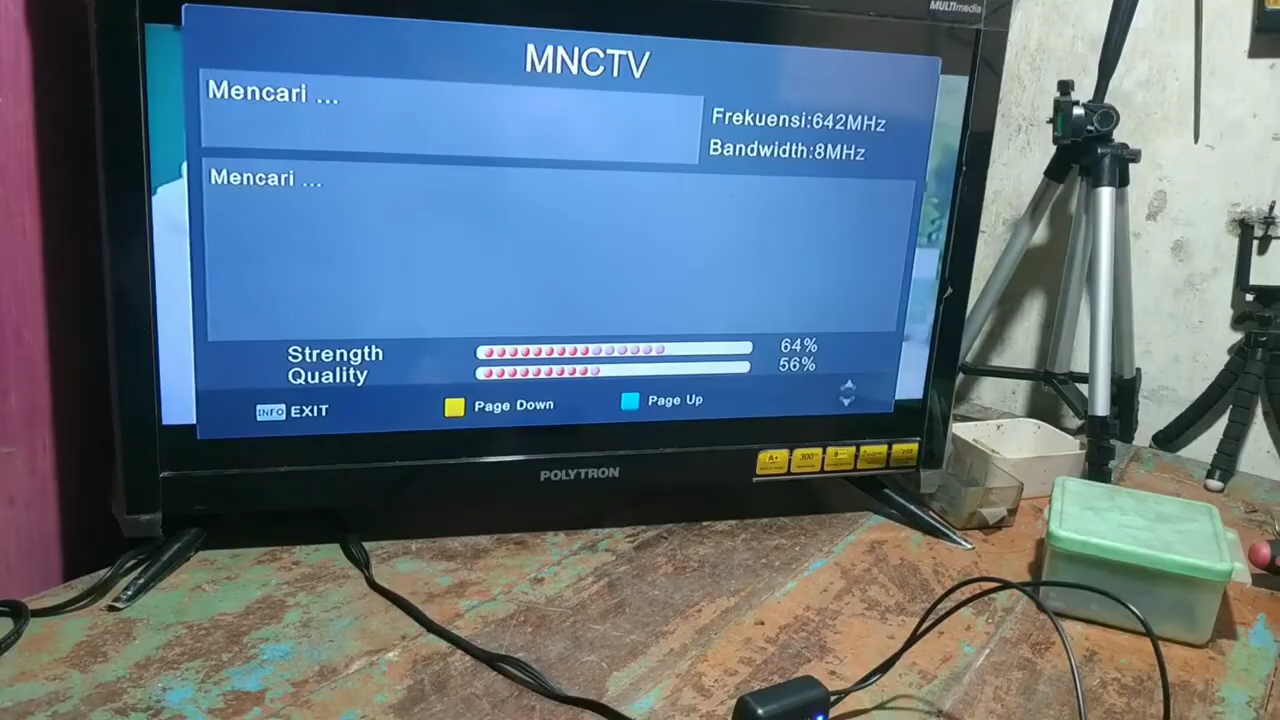 MULTImedia
MNCTV
Mencari ...
Frekuensi:642MHz
Bandwidth:8MHz
Mencari ...
Strength 64%
Quality 56%
INFO EXIT Page Down Page Up
POLYTRON
A+ 300